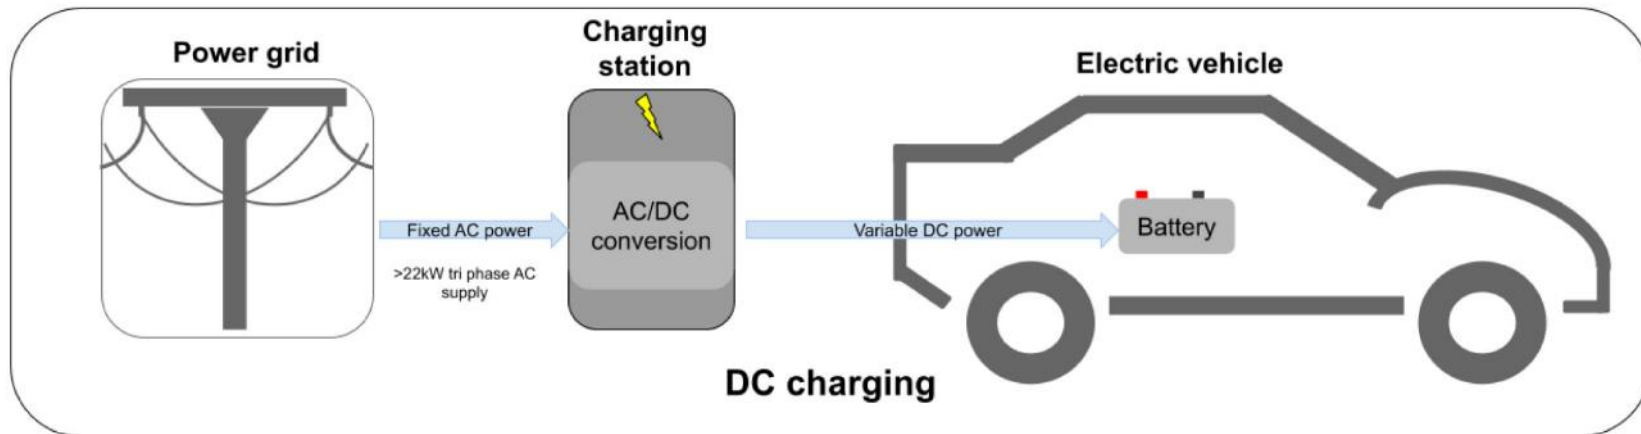 Power grid
Charging
station
Electric vehicle
AC/DC
conversion
Battery
Fixed AC power
Variable DC power
>22kW tri phase AC
supply
DC charging